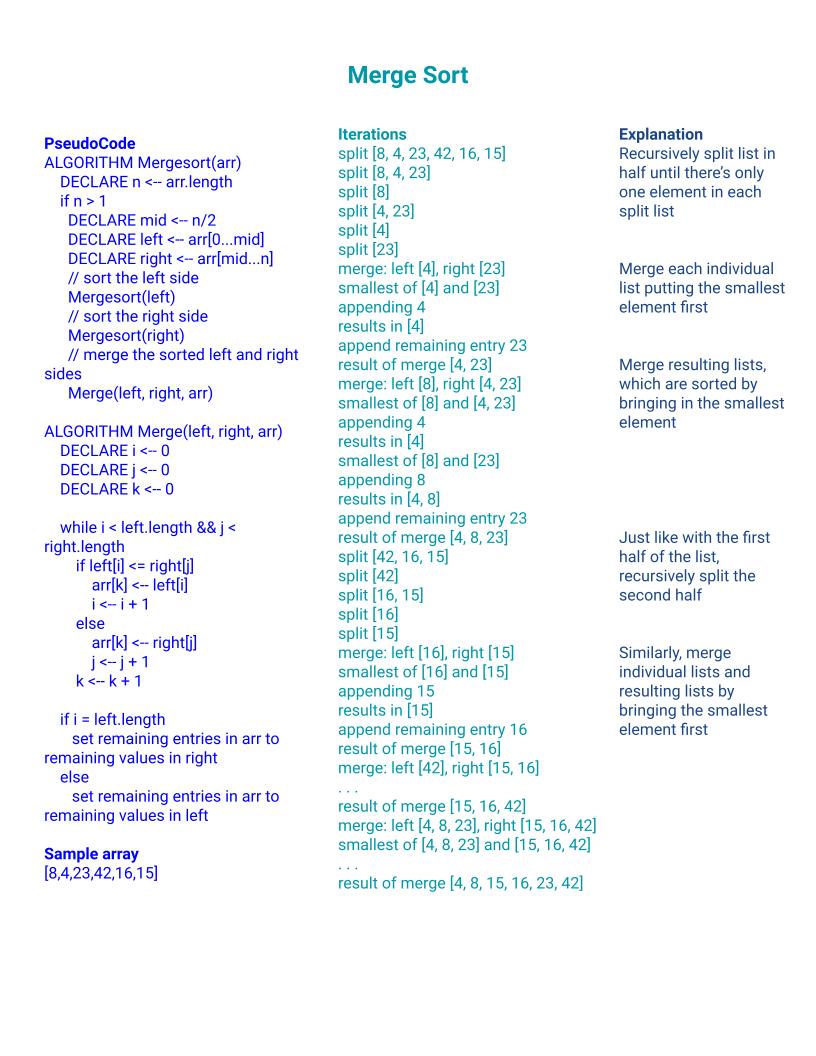 Merge Sort
PseudoCode
ALGORITHM Mergesort(arr)
DECLARE n <-- arr.length
if n > 1
DECLARE mid <-- n/2
DECLARE left <-- arr[0...mid]
DECLARE right <-- arr[mid...n]
// sort the left side
Mergesort(left)
// sort the right side
Mergesort(right)
// merge the sorted left and right
sides
Merge(left, right, arr)
ALGORITHM Merge(left, right, arr)
DECLARE i <-- 0
DECLARE j <-- 0
DECLARE k <-- 0
while i < left.length && j <
right.length
if left[i] <= right[j]
arr[k] <-- left[i]
i <-- i + 1
else
arr[k] <-- right[j]
j <-- j + 1
k <-- k + 1
if i = left.length
set remaining entries in arr to
remaining values in right
else
set remaining entries in arr to
remaining values in left
Sample array
[8,4,23,42,16,15]
Iterations
split [8, 4, 23, 42, 16, 15]
split [8, 4, 23]
split [8]
split [4, 23]
split [4]
split [23]
merge: left [4], right [23]
smallest of [4] and [23]
appending 4
results in [4]
append remaining entry 23
result of merge [4, 23]
merge: left [8], right [4, 23]
smallest of [8] and [4, 23]
appending 4
results in [4]
smallest of [8] and [23]
appending 8
results in [4, 8]
append remaining entry 23
result of merge [4, 8, 23]
split [42, 16, 15]
split [42]
split [16, 15]
split [16]
split [15]
merge: left [16], right [15]
smallest of [16] and [15]
appending 15
results in [15]
append remaining entry 16
result of merge [15, 16]
merge: left [42], right [15, 16]
. . .
result of merge [15, 16, 42]
merge: left [4, 8, 23], right [15, 16, 42]
smallest of [4, 8, 23] and [15, 16, 42]
. . .
result of merge [4, 8, 15, 16, 23, 42]
Explanation
Recursively split list in
half until there's only
one element in each
split list
Merge each individual
list putting the smallest
element first
Merge resulting lists,
which are sorted by
bringing in the smallest
element
Just like with the first
half of the list,
recursively split the
second half
Similarly, merge
individual lists and
resulting lists by
bringing the smallest
element first